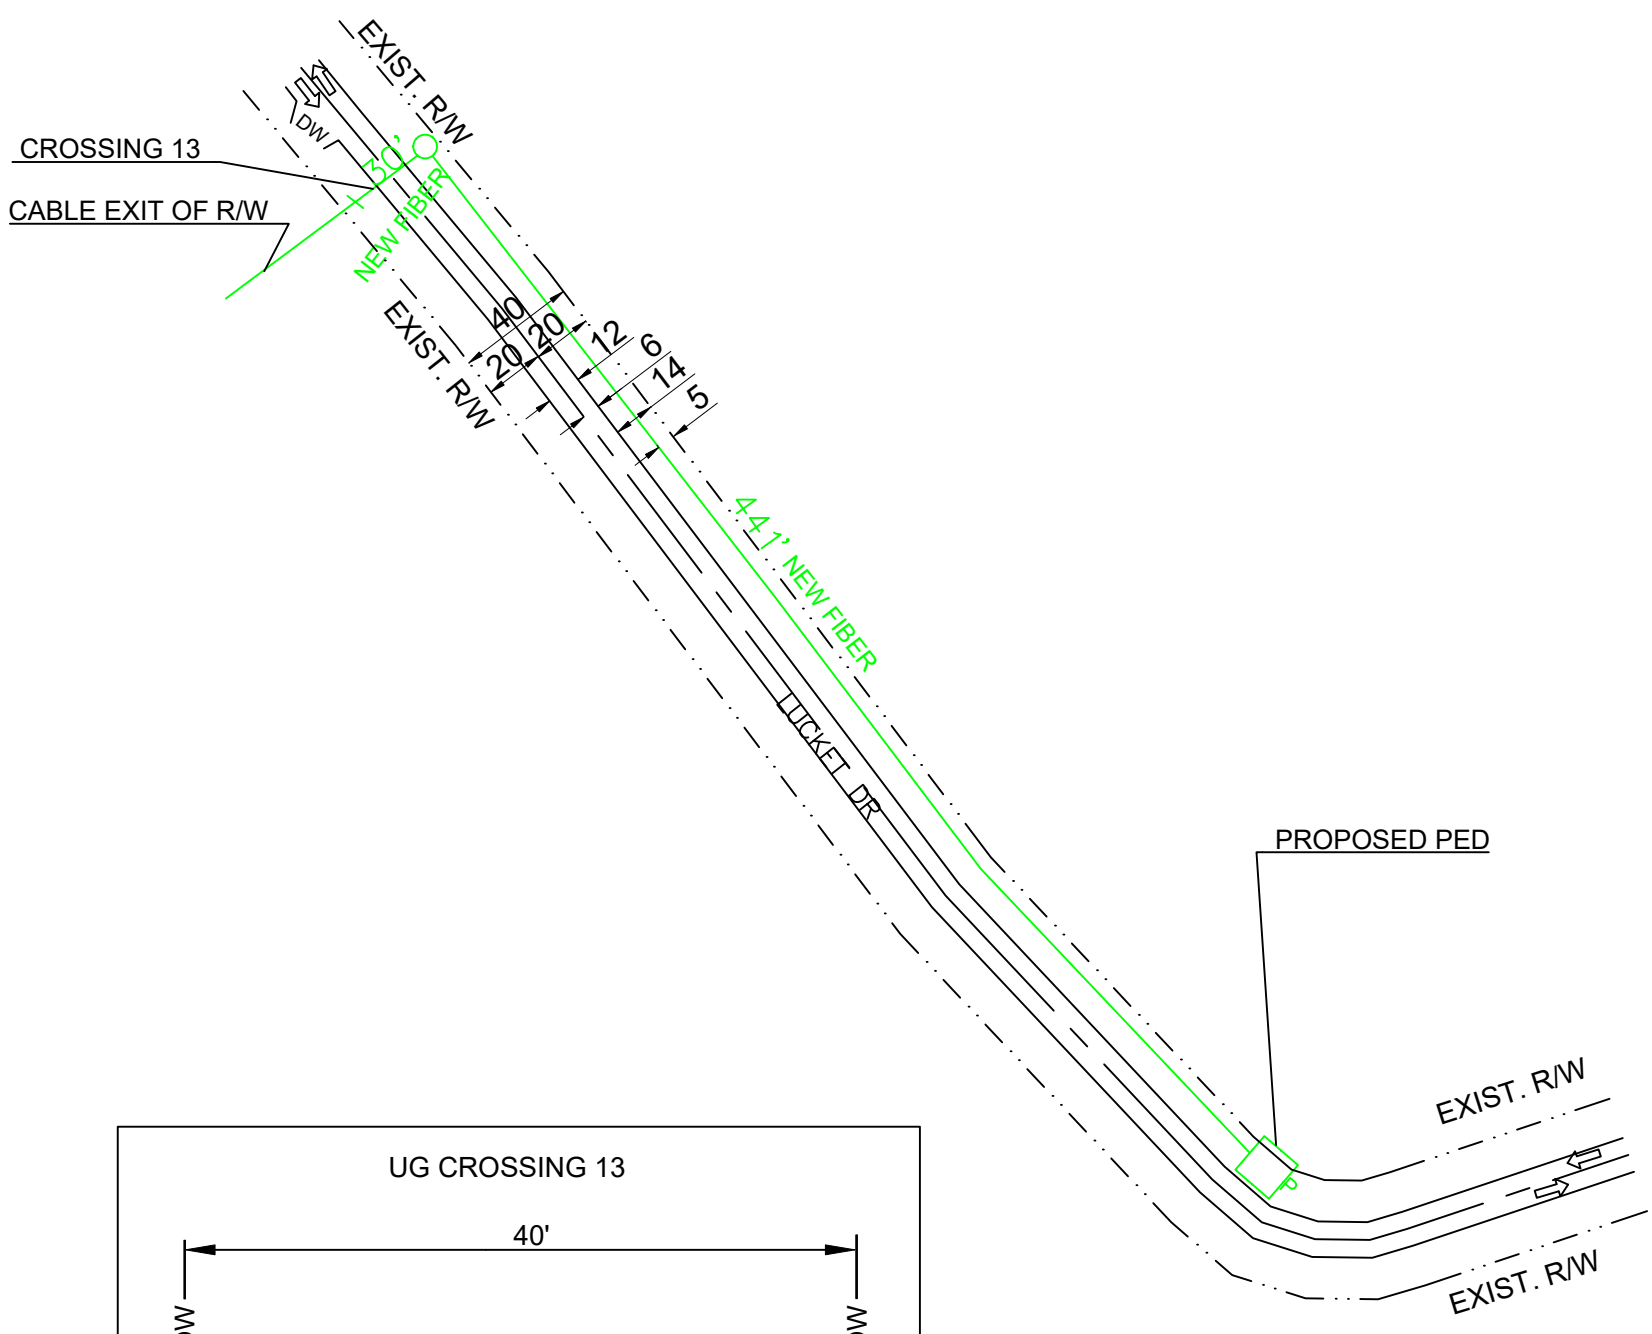 EXIST. R/W
DW
CROSSING 13
30'
CABLE EXIT OF R/W
NEW FIBER
EXIST. R/W
40
20
20
12
6
14
5
441' NEW FIBER
LUCKET DR
PROPOSED PED
EXIST. R/W
P
EXIST. R/W
UG CROSSING 13
40'